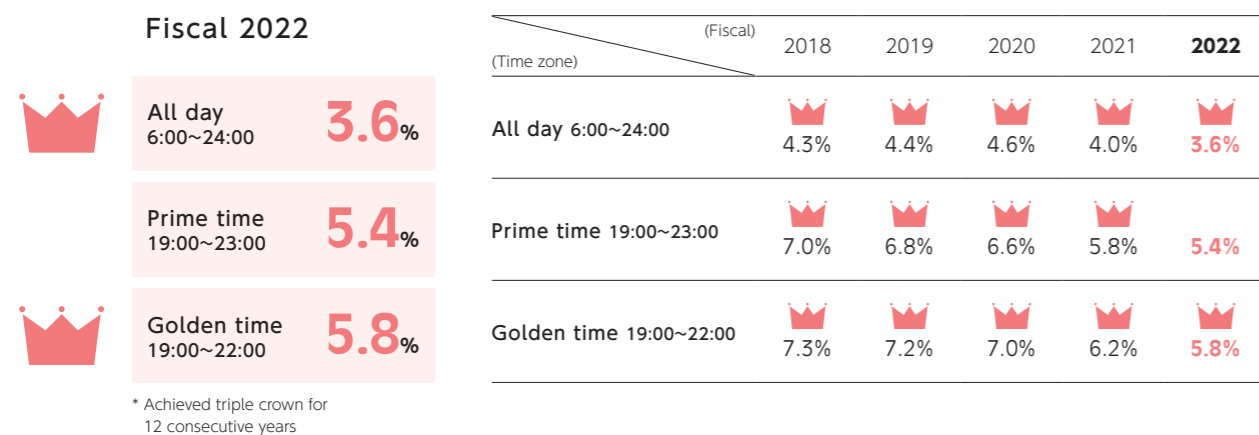 Fiscal 2022
All day
6:00~24:00
3.6%
Prime time
19:00~23:00
5.4%
Golden time
19:00~22:00
5.8%
* Achieved triple crown for
12 consecutive years
(Fiscal)
(Time zone)
2018 2019 2020 2021 2022
All day 6:00~24:00
4.3% 4.4% 4.6% 4.0% 3.6%
Prime time 19:00~23:00
7.0% 6.8% 6.6% 5.8% 5.4%
Golden time 19:00~22:00
7.3% 7.2% 7.0% 6.2% 5.8%